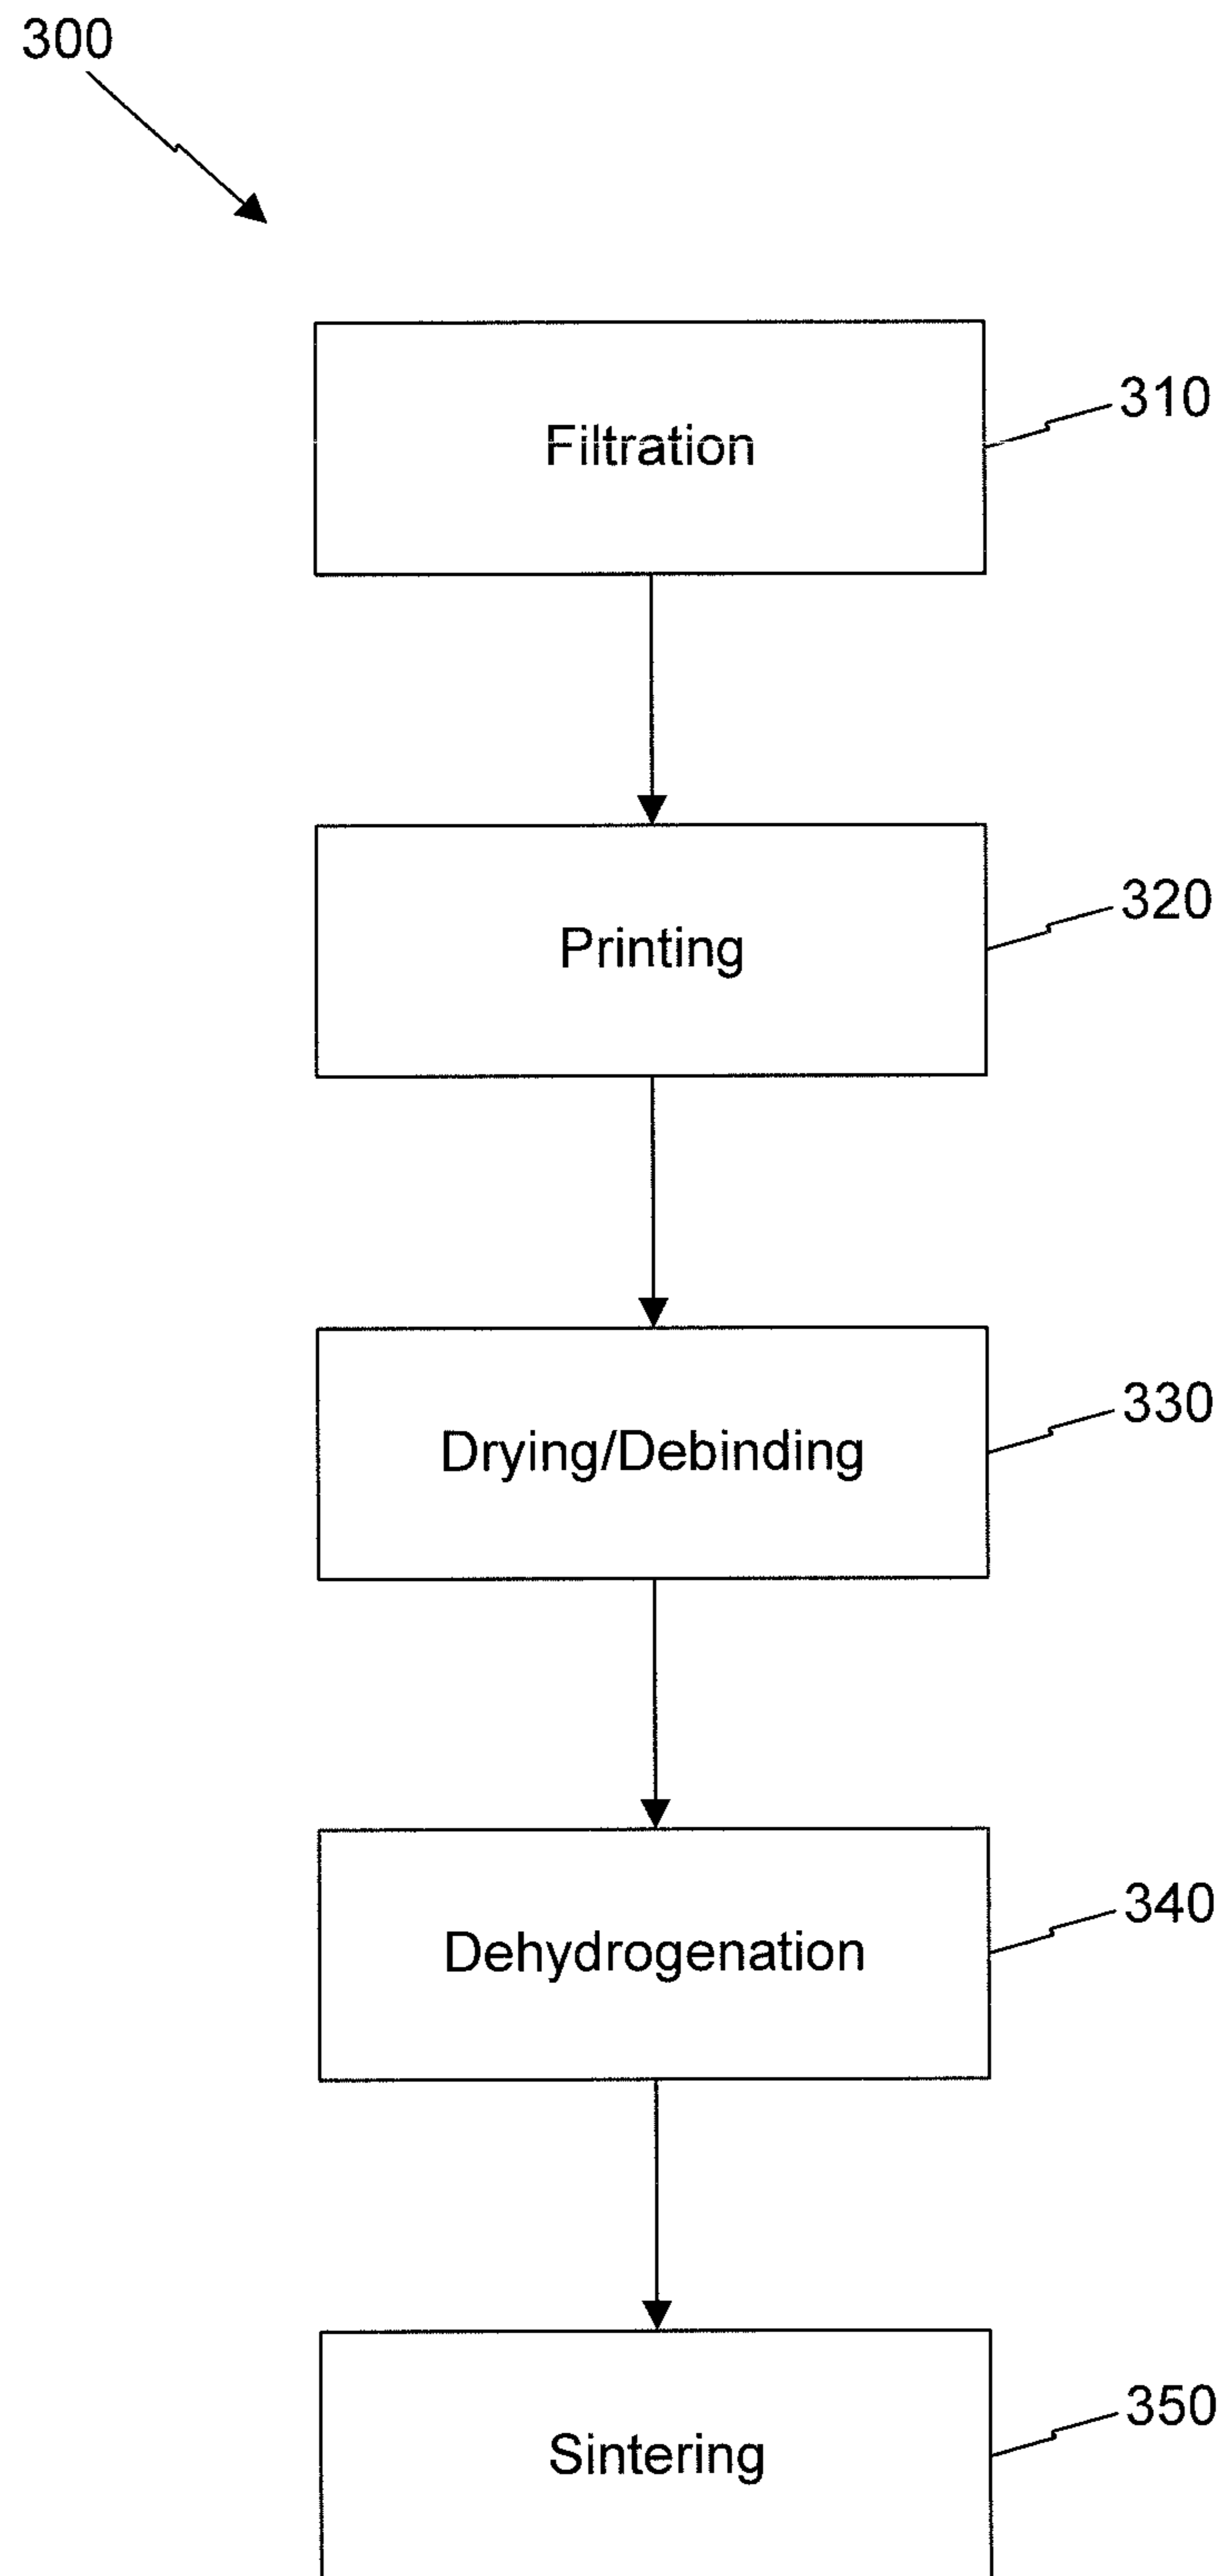 300
Filtration
310
Printing
320
Drying/Debinding
330
Dehydrogenation
340
Sintering
350